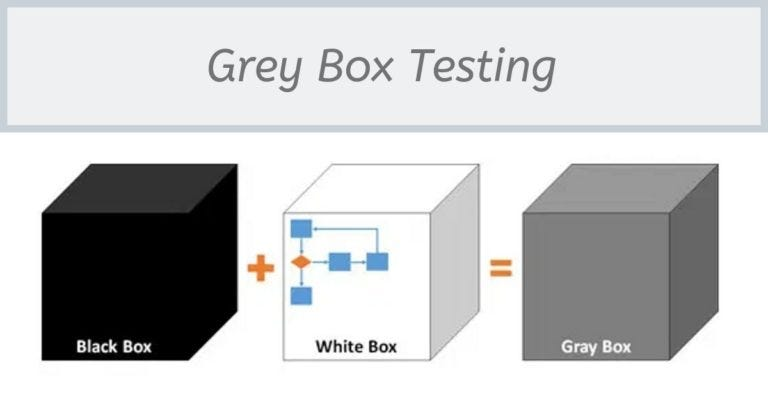 Grey Box Testing
Black Box
+
White Box
=
Gray Box